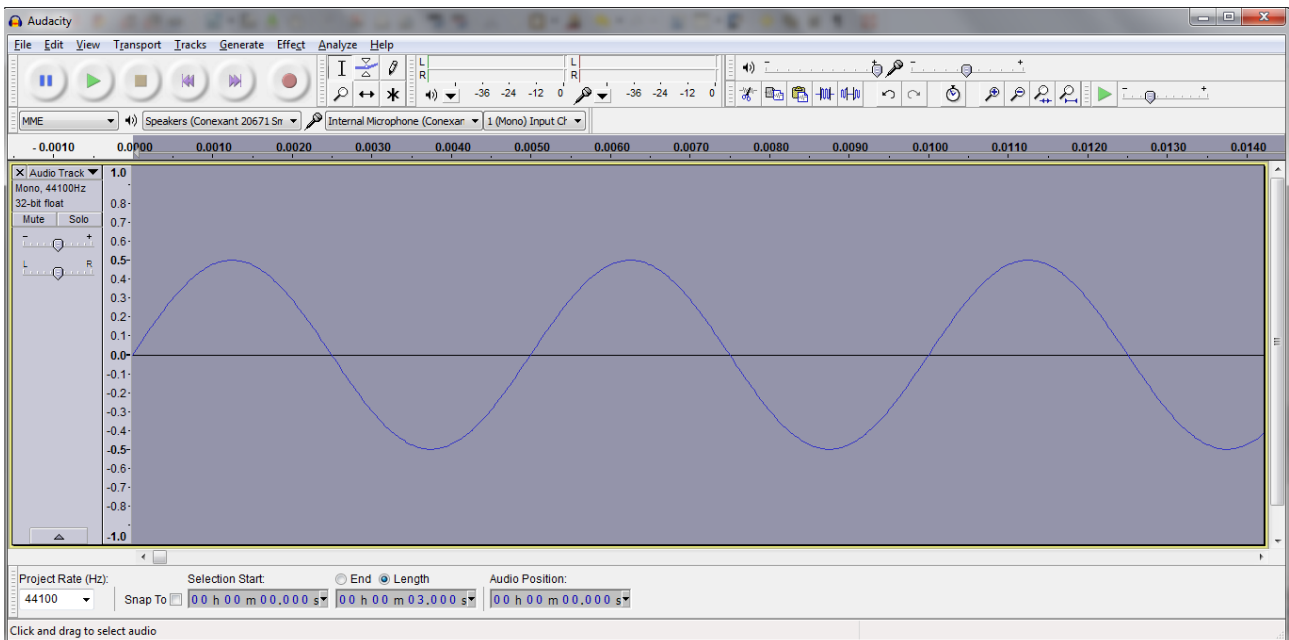 Audacity
File Edit View Transport Tracks Generate Effect Analyze Help
L
R
L
R
-36 -24 -12 0
-36 -24 -12 0
MME
Speakers (Conexant 20671 Sm
Internal Microphone (Conexan
1 (Mono) Input Ch
- 0.0010 0.0000 0.0010 0.0020 0.0030 0.0040 0.0050 0.0060 0.0070 0.0080 0.0090 0.0100 0.0110 0.0120 0.0130 0.0140
X Audio Track
Mono, 44100Hz
32-bit float
Mute Solo
- +
L R
1.0
0.8-
0.7-
0.6-
0.5-
0.4-
0.3-
0.2-
0.1-
0.0-
-0.1-
-0.2-
-0.3-
-0.4-
-0.5-
-0.6-
-0.7-
-0.8-
-1.0
Project Rate (Hz): Selection Start: End Length Audio Position:
44100 Snap To 00 h 00 m 00.000 s 00 h 00 m 03.000 s 00 h 00 m 00.000 s
Click and drag to select audio